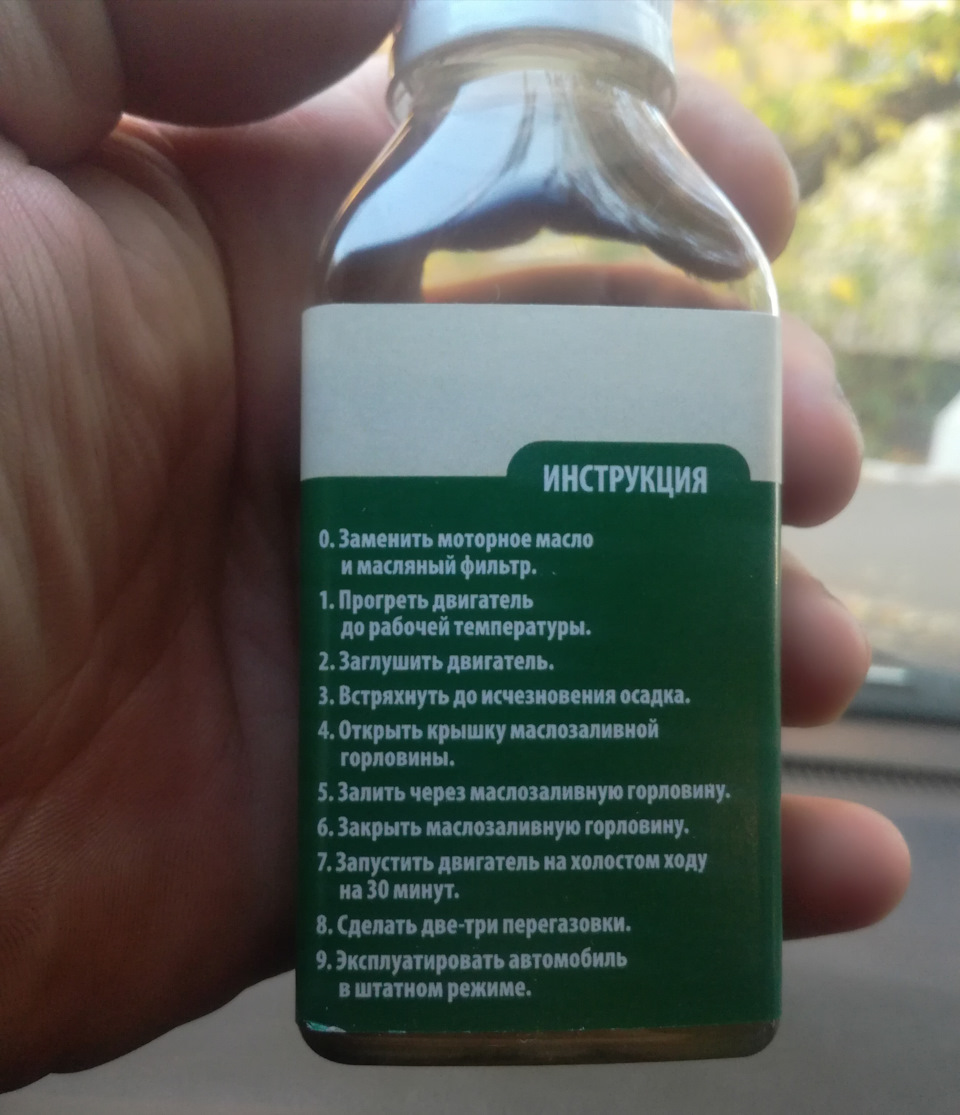 ИНСТРУКЦИЯ
0. Заменить моторное масло
и масляный фильтр.
1. Прогреть двигатель
до рабочей температуры.
2. Заглушить двигатель.
3. Встряхнуть до исчезновения осадка.
4. Открыть крышку маслозаливной
горловины.
5. Залить через маслозаливную горловину.
6. Закрыть маслозаливную горловину.
7. Запустить двигатель на холостом ходу
на 30 минут.
8. Сделать две-три перегазовки.
9. Эксплуатировать автомобиль
в штатном режиме.